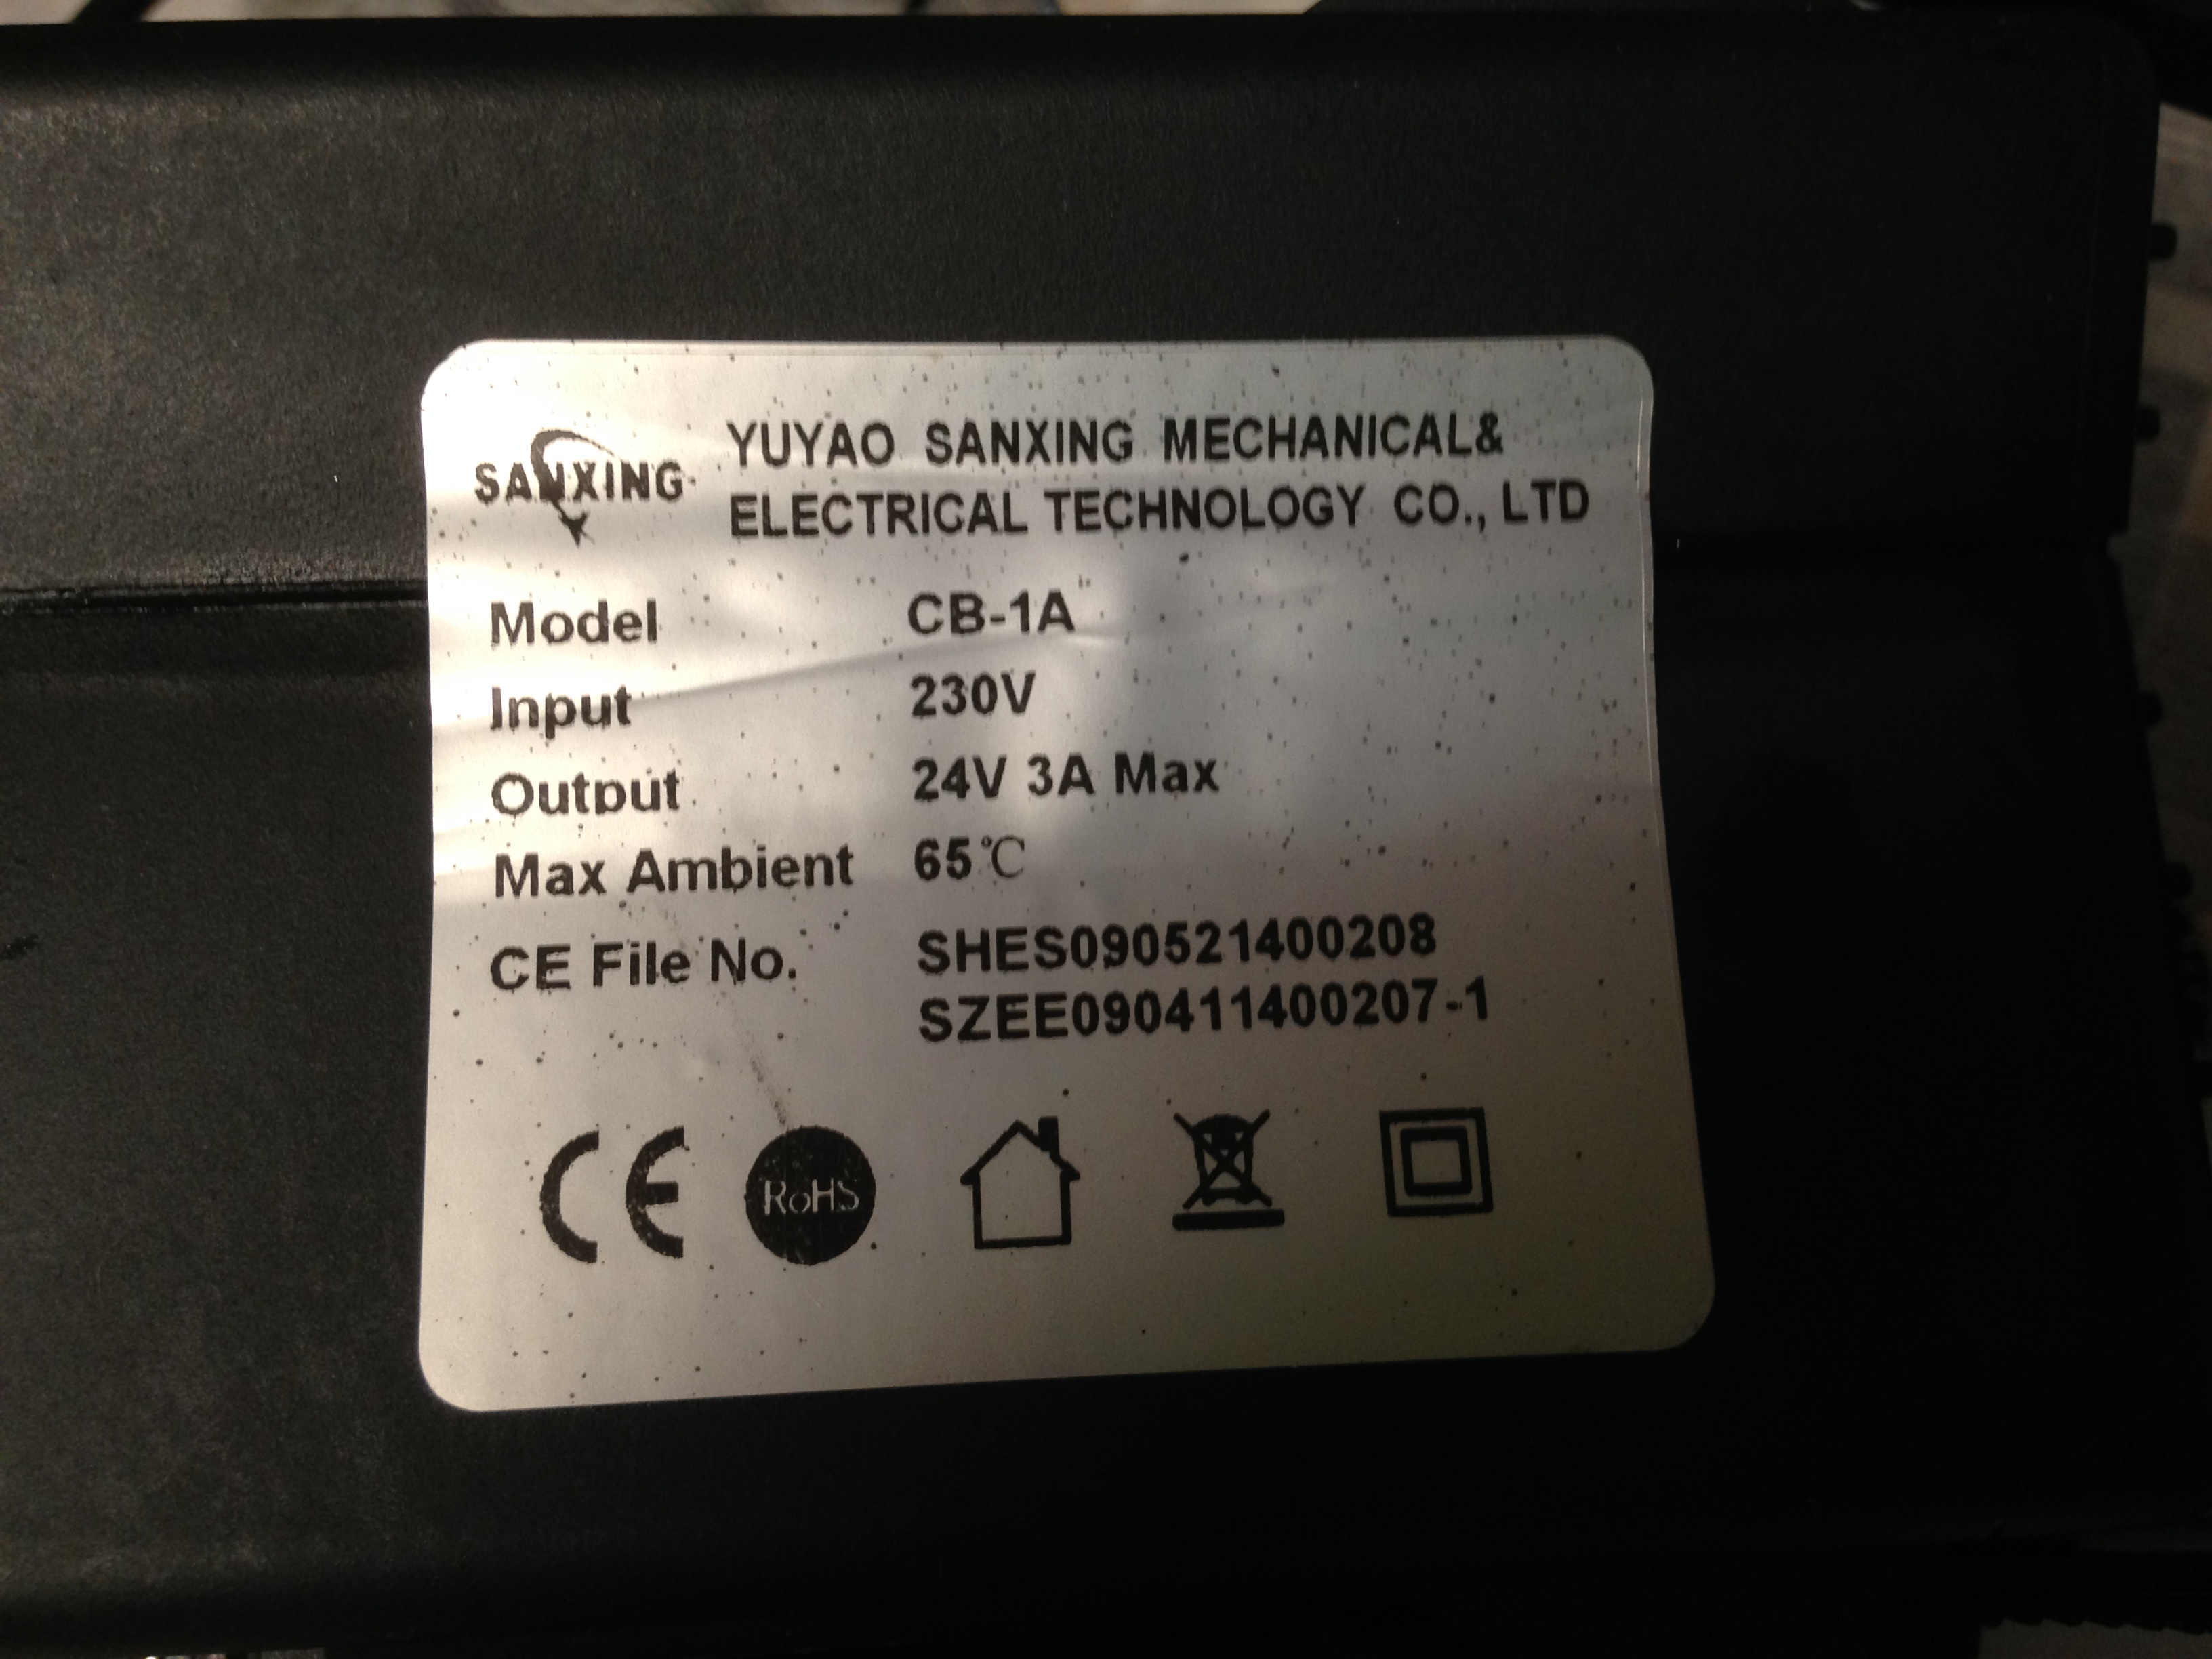 SANXING
YUYAO SANXING MECHANICAL&
ELECTRICAL TECHNOLOGY CO., LTD
Model CB-1A
Input 230V
Output 24V 3A Max
Max Ambient 65℃
CE File No. SHES090521400208
SZEE090411400207-1
CE RoHS